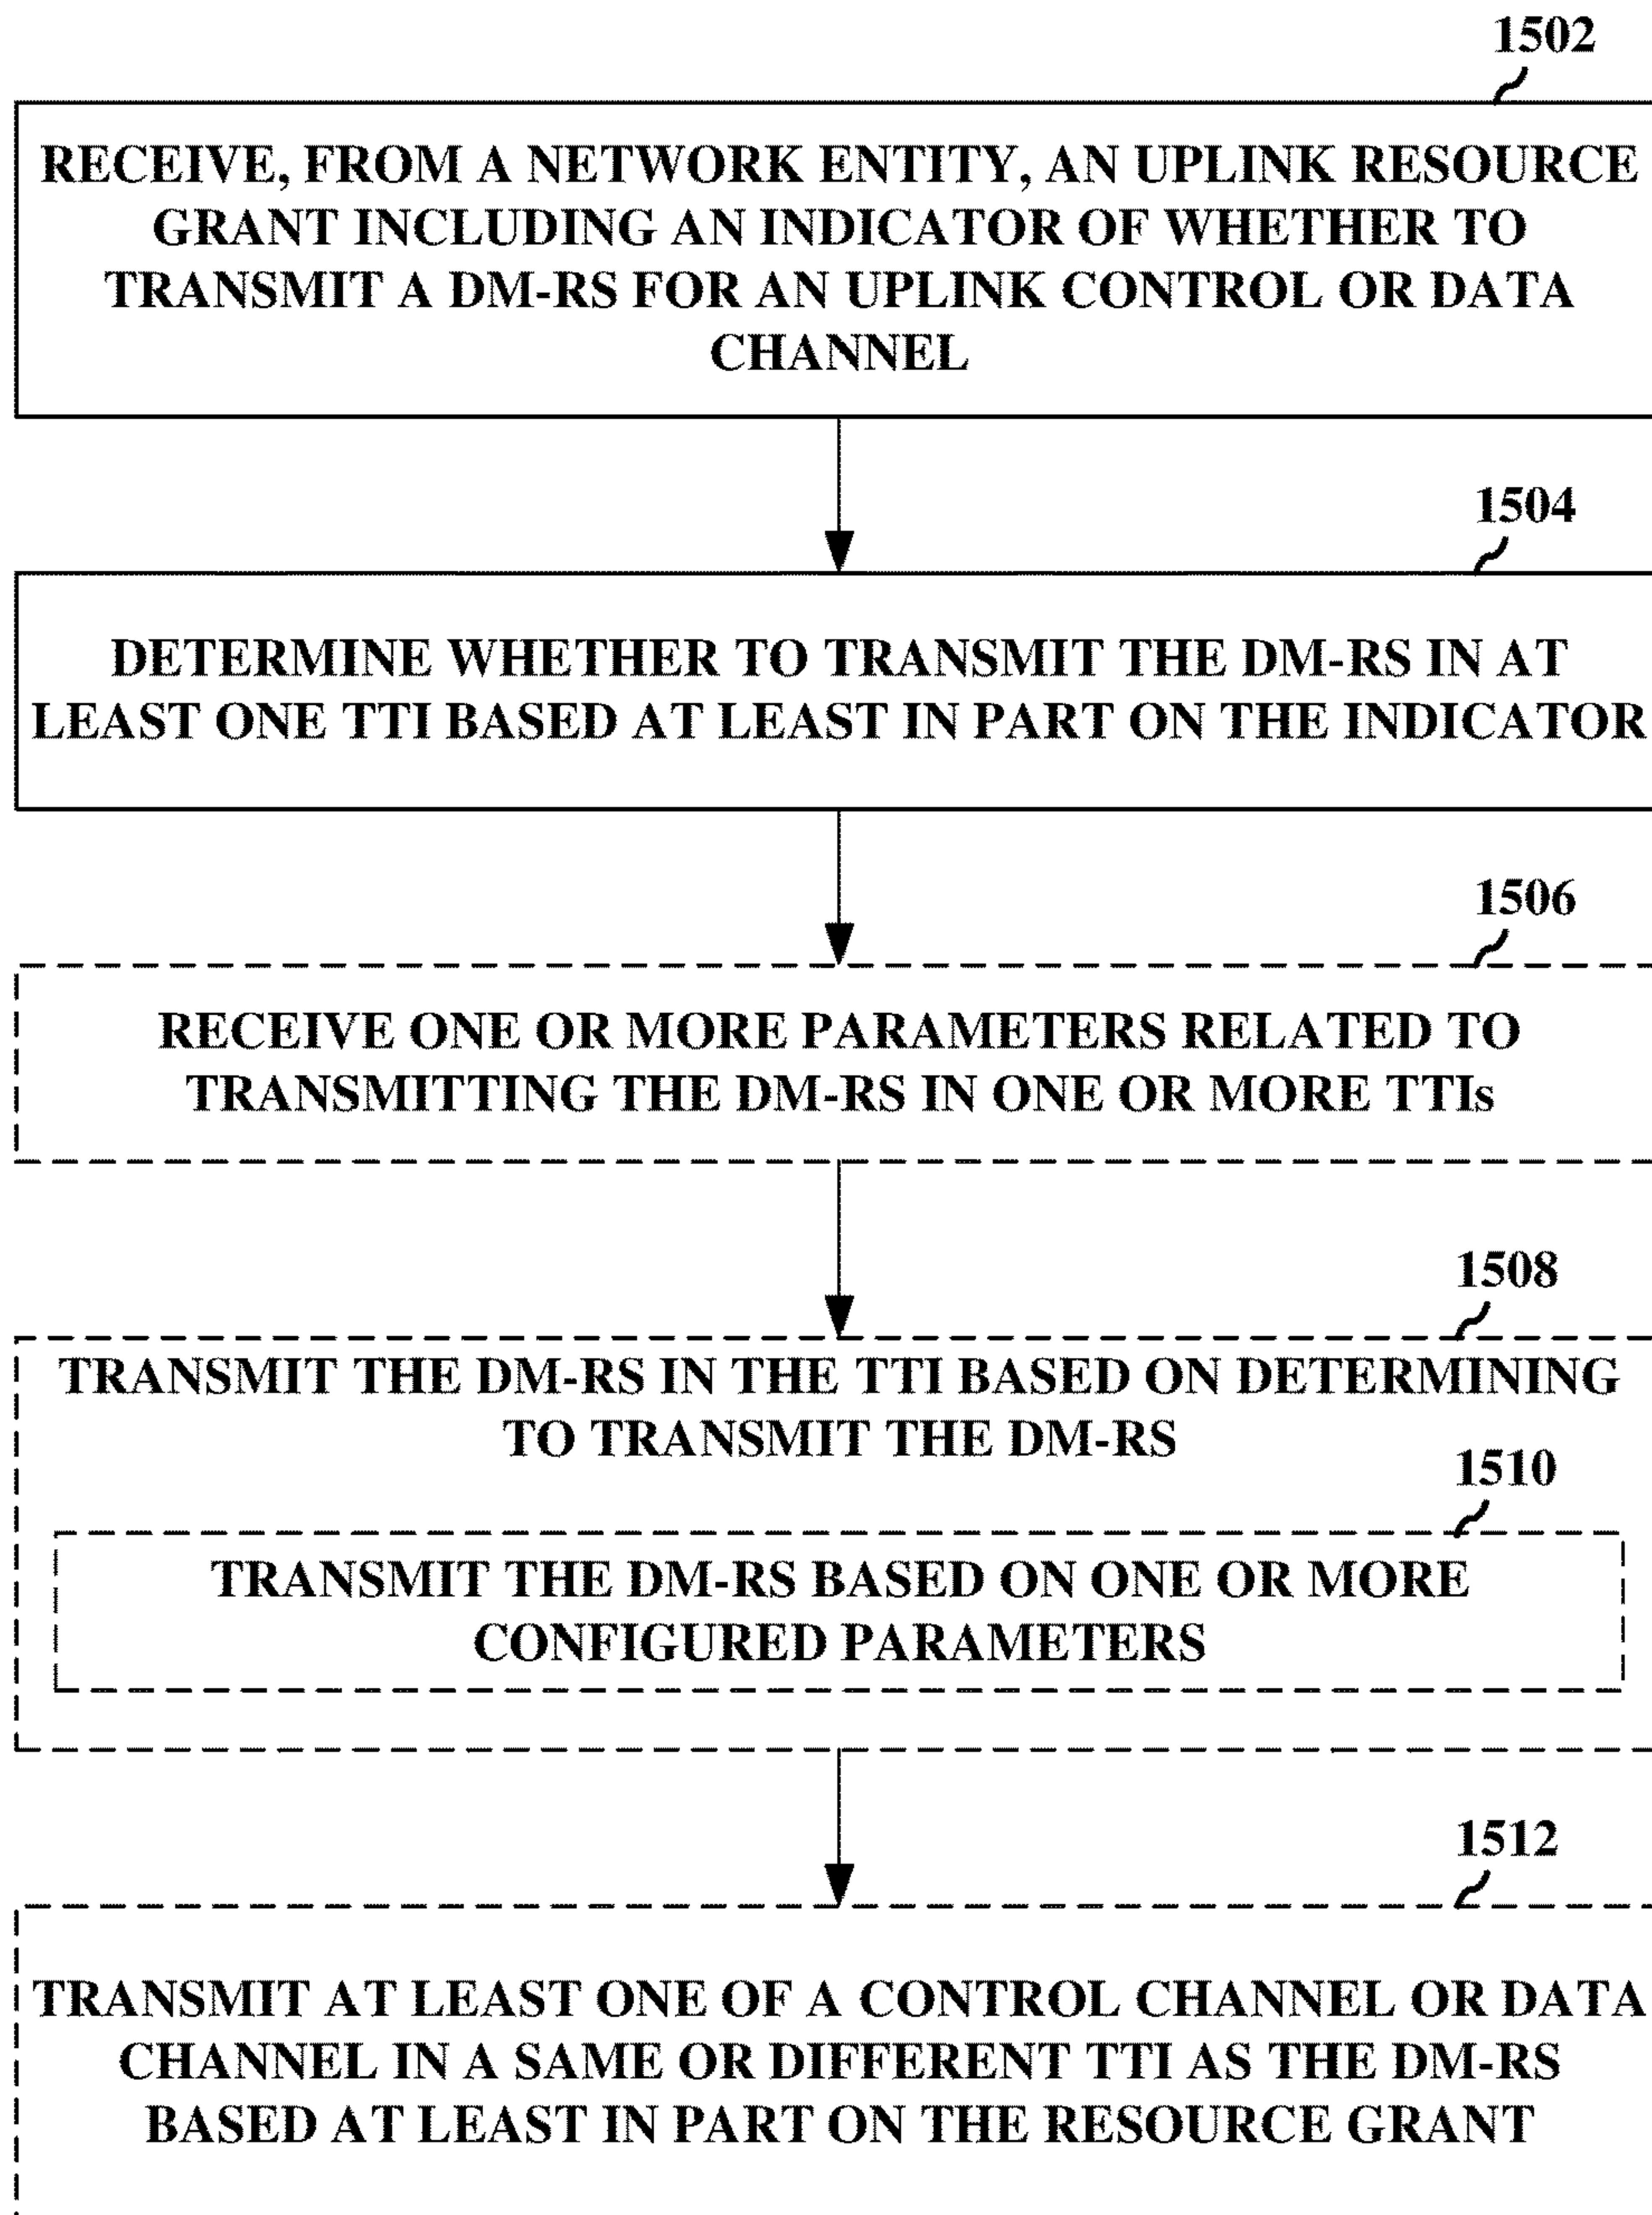 1502
RECEIVE, FROM A NETWORK ENTITY, AN UPLINK RESOURCE
GRANT INCLUDING AN INDICATOR OF WHETHER TO
TRANSMIT A DM-RS FOR AN UPLINK CONTROL OR DATA
CHANNEL
1504
DETERMINE WHETHER TO TRANSMIT THE DM-RS IN AT
LEAST ONE TTI BASED AT LEAST IN PART ON THE INDICATOR
1506
RECEIVE ONE OR MORE PARAMETERS RELATED TO
TRANSMITTING THE DM-RS IN ONE OR MORE TTIs
1508
TRANSMIT THE DM-RS IN THE TTI BASED ON DETERMINING
TO TRANSMIT THE DM-RS
1510
TRANSMIT THE DM-RS BASED ON ONE OR MORE
CONFIGURED PARAMETERS
1512
TRANSMIT AT LEAST ONE OF A CONTROL CHANNEL OR DATA
CHANNEL IN A SAME OR DIFFERENT TTI AS THE DM-RS
BASED AT LEAST IN PART ON THE RESOURCE GRANT